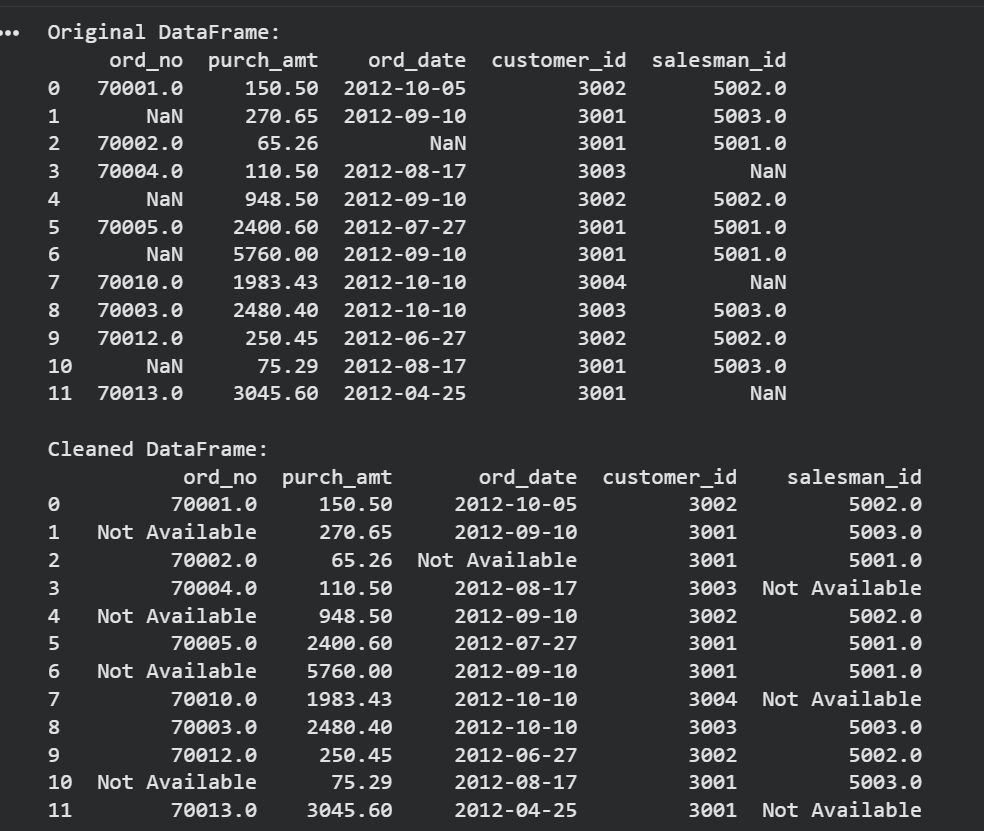 Original DataFrame:
ord_no purch_amt ord_date customer_id salesman_id
0 70001.0 150.50 2012-10-05 3002 5002.0
1 NaN 270.65 2012-09-10 3001 5003.0
2 70002.0 65.26 NaN 3001 5001.0
3 70004.0 110.50 2012-08-17 3003 NaN
4 NaN 948.50 2012-09-10 3002 5002.0
5 70005.0 2400.60 2012-07-27 3001 5001.0
6 NaN 5760.00 2012-09-10 3001 5001.0
7 70010.0 1983.43 2012-10-10 3004 NaN
8 70003.0 2480.40 2012-10-10 3003 5003.0
9 70012.0 250.45 2012-06-27 3002 5002.0
10 NaN 75.29 2012-08-17 3001 5003.0
11 70013.0 3045.60 2012-04-25 3001 NaN
Cleaned DataFrame:
ord_no purch_amt ord_date customer_id salesman_id
0 70001.0 150.50 2012-10-05 3002 5002.0
1 Not Available 270.65 2012-09-10 3001 5003.0
2 70002.0 65.26 Not Available 3001 5001.0
3 70004.0 110.50 2012-08-17 3003 Not Available
4 Not Available 948.50 2012-09-10 3002 5002.0
5 70005.0 2400.60 2012-07-27 3001 5001.0
6 Not Available 5760.00 2012-09-10 3001 5001.0
7 70010.0 1983.43 2012-10-10 3004 Not Available
8 70003.0 2480.40 2012-10-10 3003 5003.0
9 70012.0 250.45 2012-06-27 3002 5002.0
10 Not Available 75.29 2012-08-17 3001 5003.0
11 70013.0 3045.60 2012-04-25 3001 Not Available